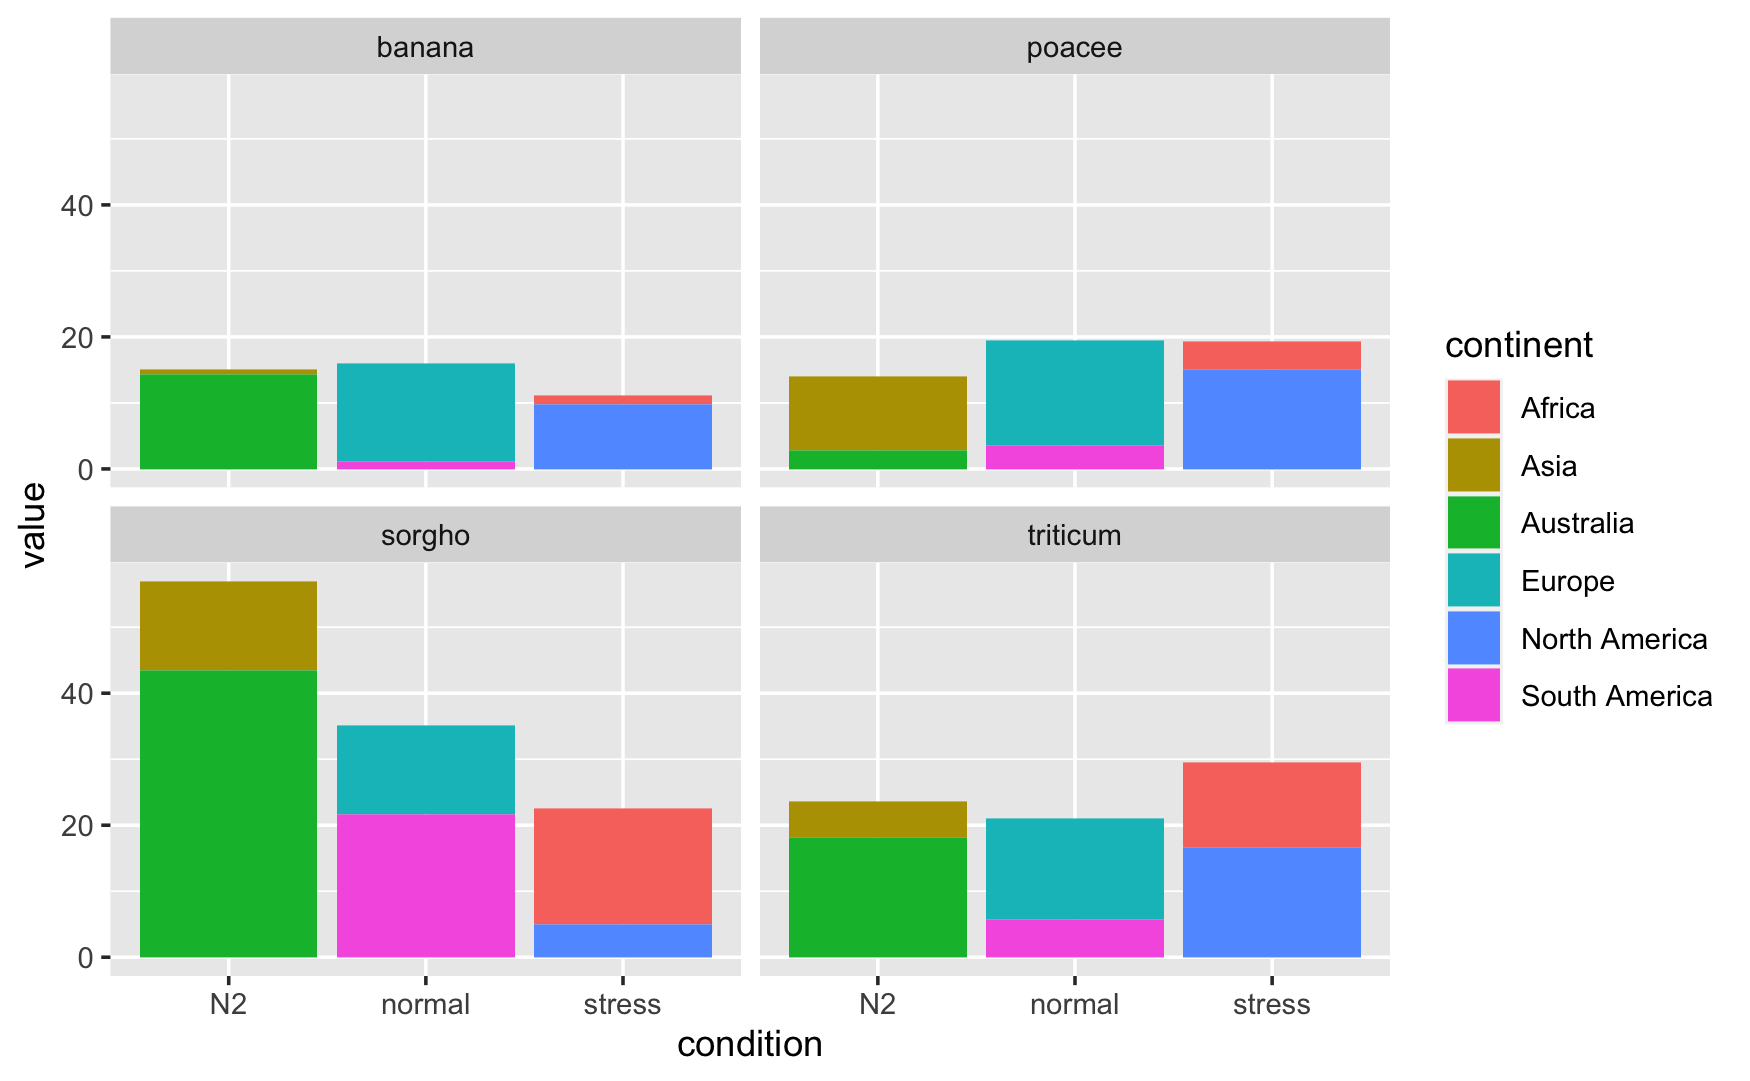 banana
poacee
40
20
0
sorgho
triticum
40
20
0
N2
normal
stress
N2
normal
stress
condition
value
continent
Africa
Asia
Australia
Europe
North America
South America